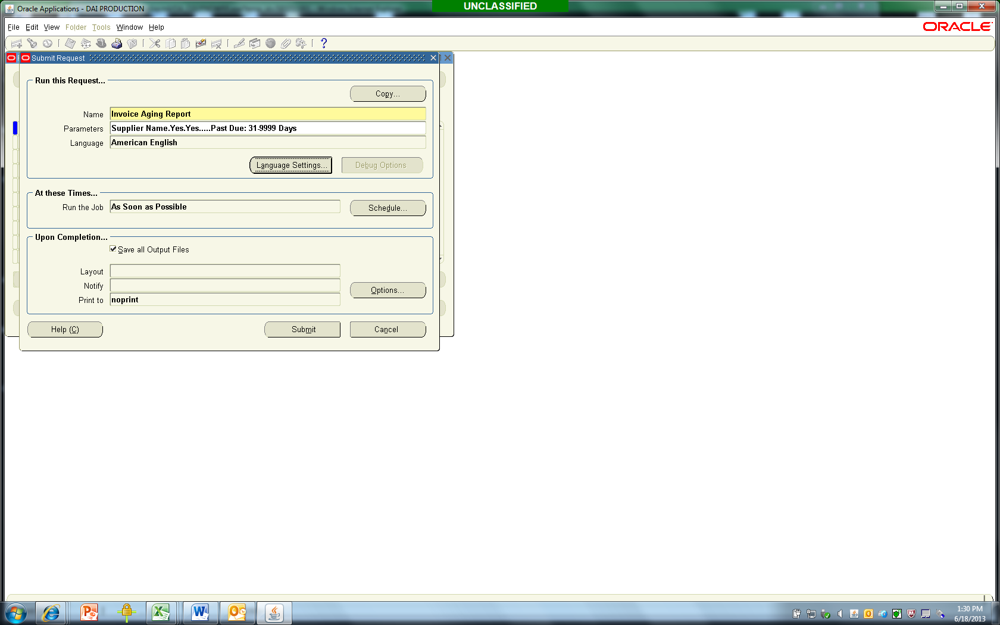 UNCLASSIFIED
Oracle Applications - DAI PRODUCTION
File Edit View Folder Tools Window Help
ORACLE
Submit Request
Run this Request...
Copy...
Name Invoice Aging Report
Parameters Supplier Name.Yes.Yes.....Past Due: 31-9999 Days
Language American English
Language Settings... Debug Options
At these Times...
Run the Job As Soon as Possible Schedule...
Upon Completion...
Save all Output Files
Layout
Notify
Options...
Print to noprint
Help (C) Submit Cancel
1:30 PM
6/18/2013